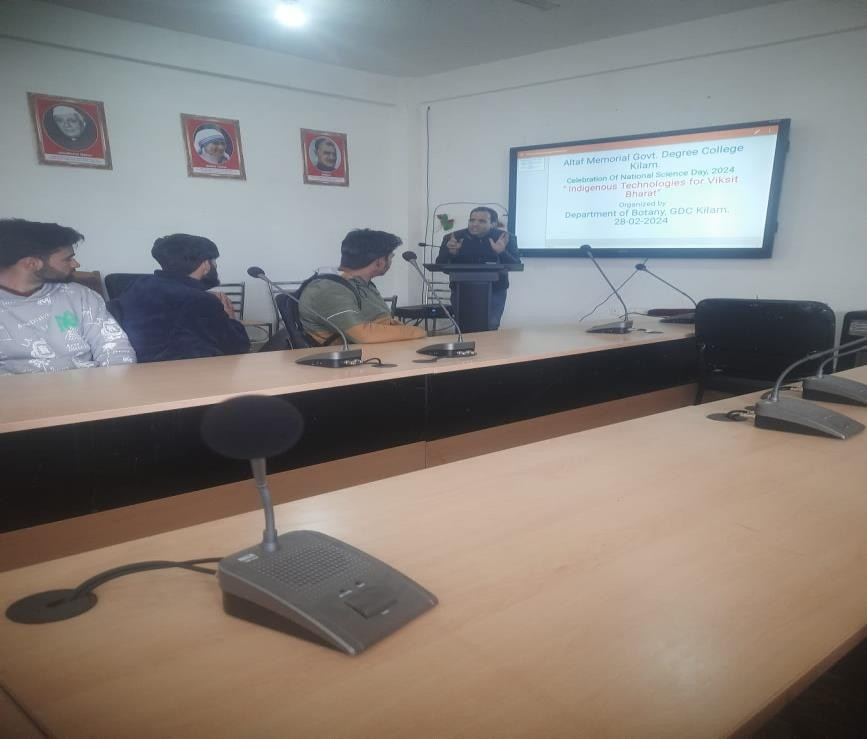 Altaf Memorial Govt. Degree College
Kilam.
Celebration Of National Science Day, 2024
" Indigenous Technologies for Viksit
Bharat"
Organized by
Department of Botany, GDC Kilam.
28-02-2024